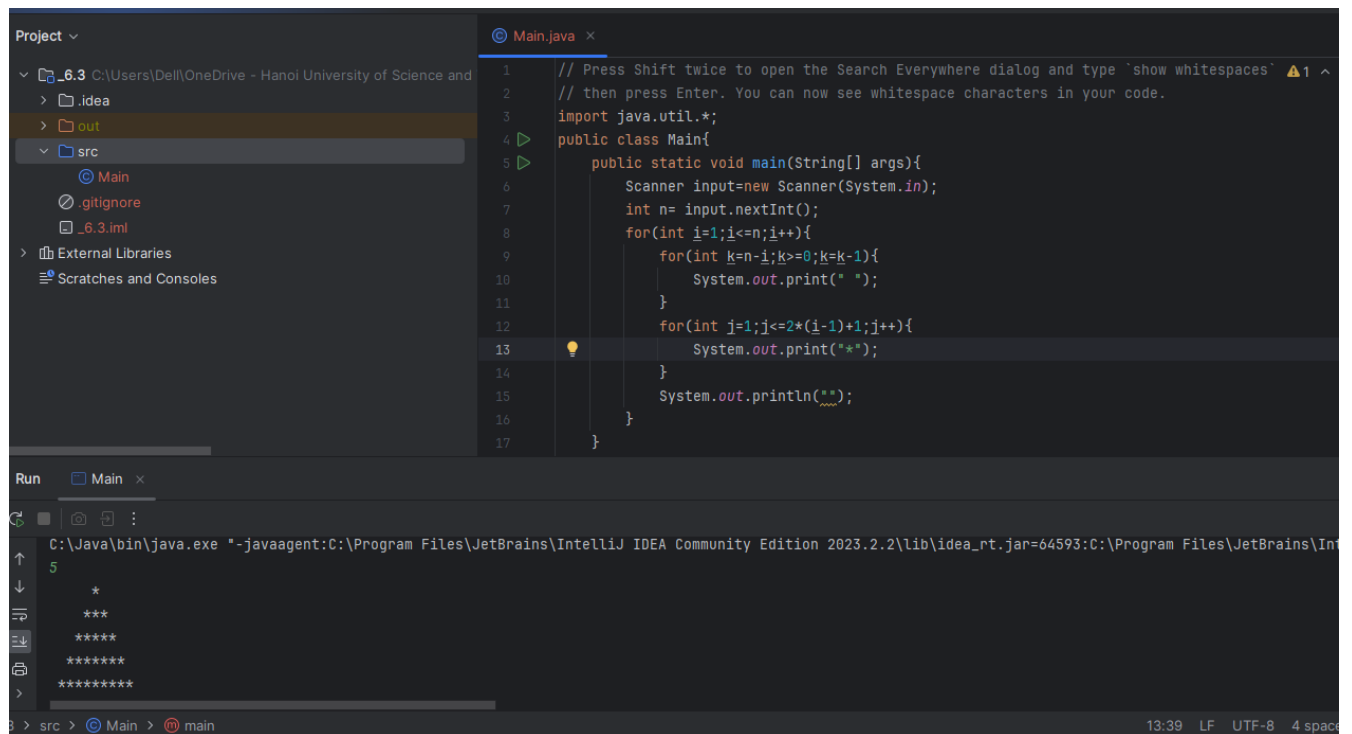 Project
Main.java ×
_6.3 C:\Users\Dell\OneDrive - Hanoi University of Science and
.idea
out
src
Main
.gitignore
_6.3.iml
External Libraries
Scratches and Consoles
1 // Press Shift twice to open the Search Everywhere dialog and type `show whitespaces` 1
2 // then press Enter. You can now see whitespace characters in your code.
3 import java.util.*;
4 public class Main{
5     public static void main(String[] args){
6         Scanner input=new Scanner(System.in);
7         int n= input.nextInt();
8         for(int i=1;i<=n;i++){
9             for(int k=n-i;k>=0;k=k-1){
10                 System.out.print(" ");
11             }
12             for(int j=1;j<=2*(i-1)+1;j++){
13                 System.out.print("*");
14             }
15             System.out.println("");
16         }
17     }
Run Main ×
C:\Java\bin\java.exe "-javaagent:C:\Program Files\JetBrains\IntelliJ IDEA Community Edition 2023.2.2\lib\idea_rt.jar=64593:C:\Program Files\JetBrains\Int
5
     *
    ***
   *****
  *******
 *********
3 > src > Main > main 13:39 LF UTF-8 4 space